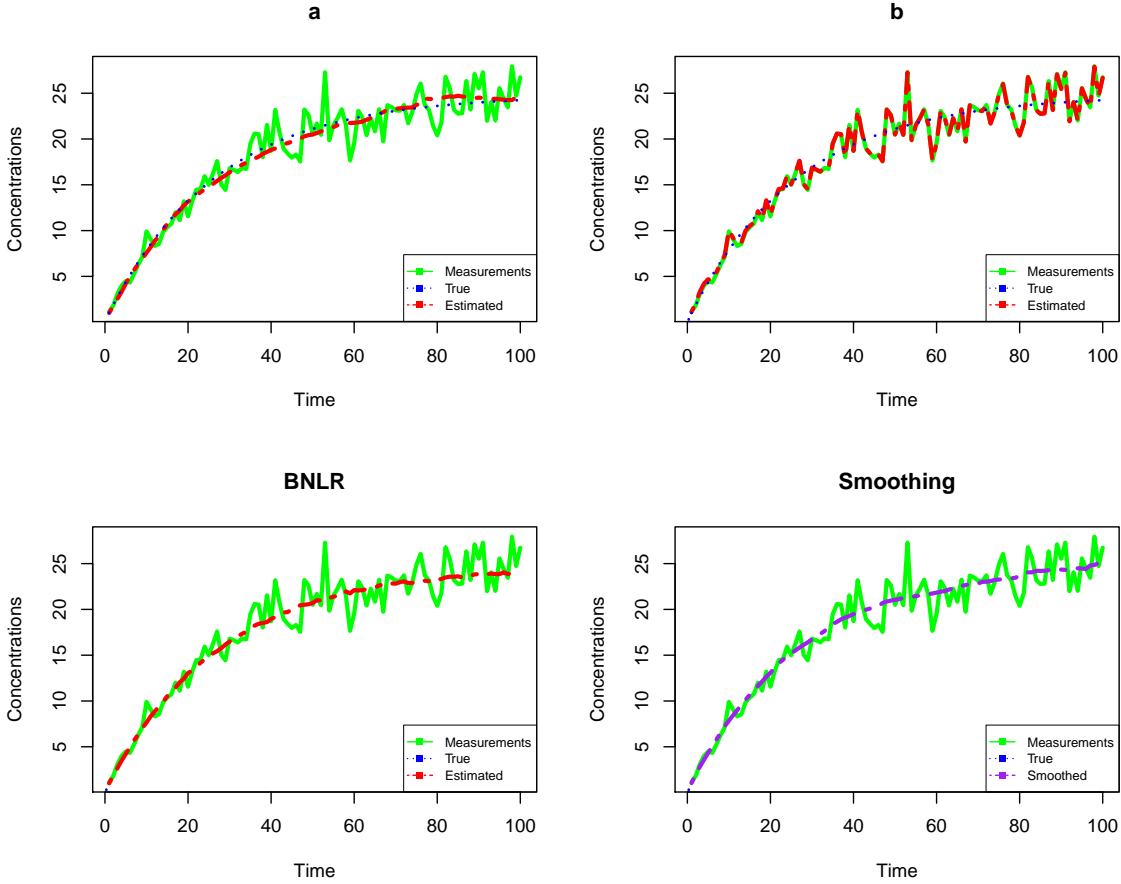 a
Concentrations
5 10 15 20 25
0 20 40 60 80 100
Time
Measurements
True
Estimated
b
Concentrations
5 10 15 20 25
0 20 40 60 80 100
Time
Measurements
True
Estimated
BNLR
Concentrations
5 10 15 20 25
0 20 40 60 80 100
Time
Measurements
True
Estimated
Smoothing
Concentrations
5 10 15 20 25
0 20 40 60 80 100
Time
Measurements
True
Smoothed